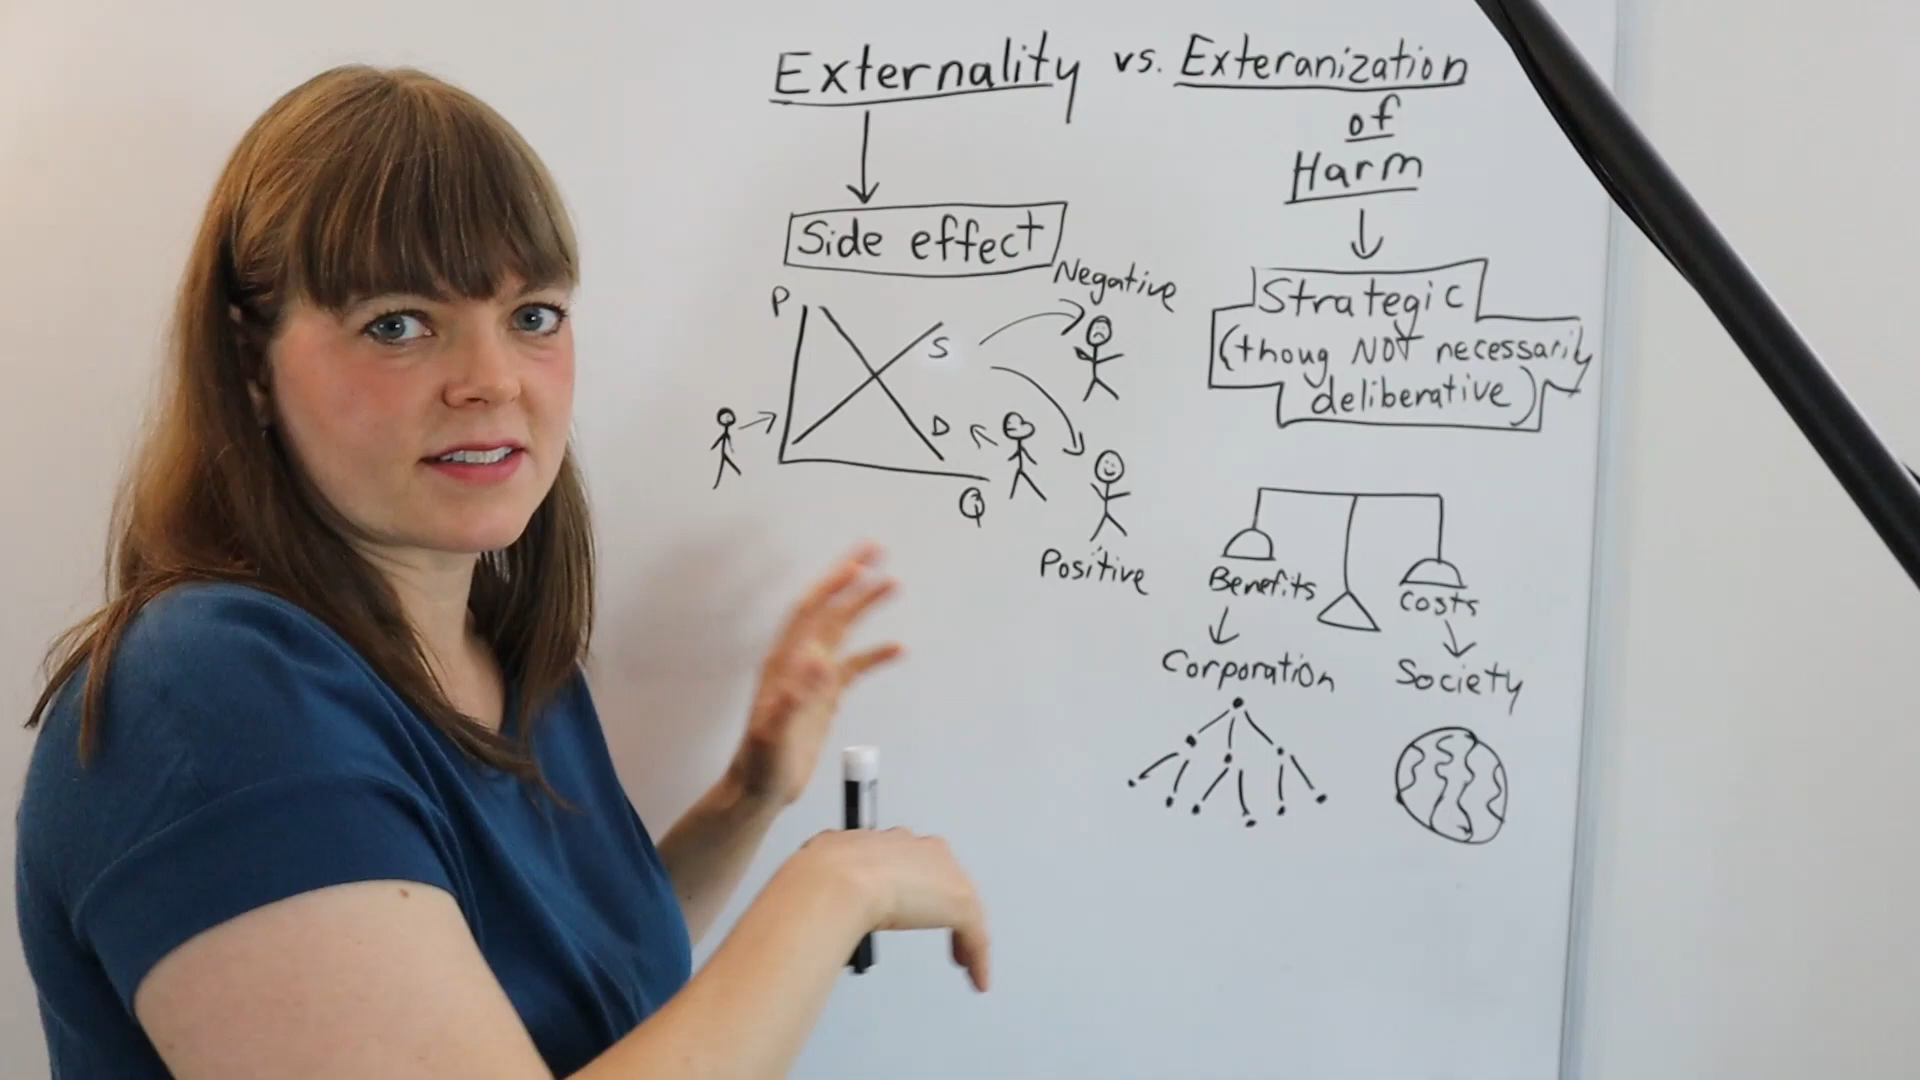 Externality vs. Exteranization
of
Harm
Side effect
Negative
P
S
D
Q
Positive
Strategic
(thoug NOT necessarily
deliberative)
Benefits
Costs
Corporation
Society